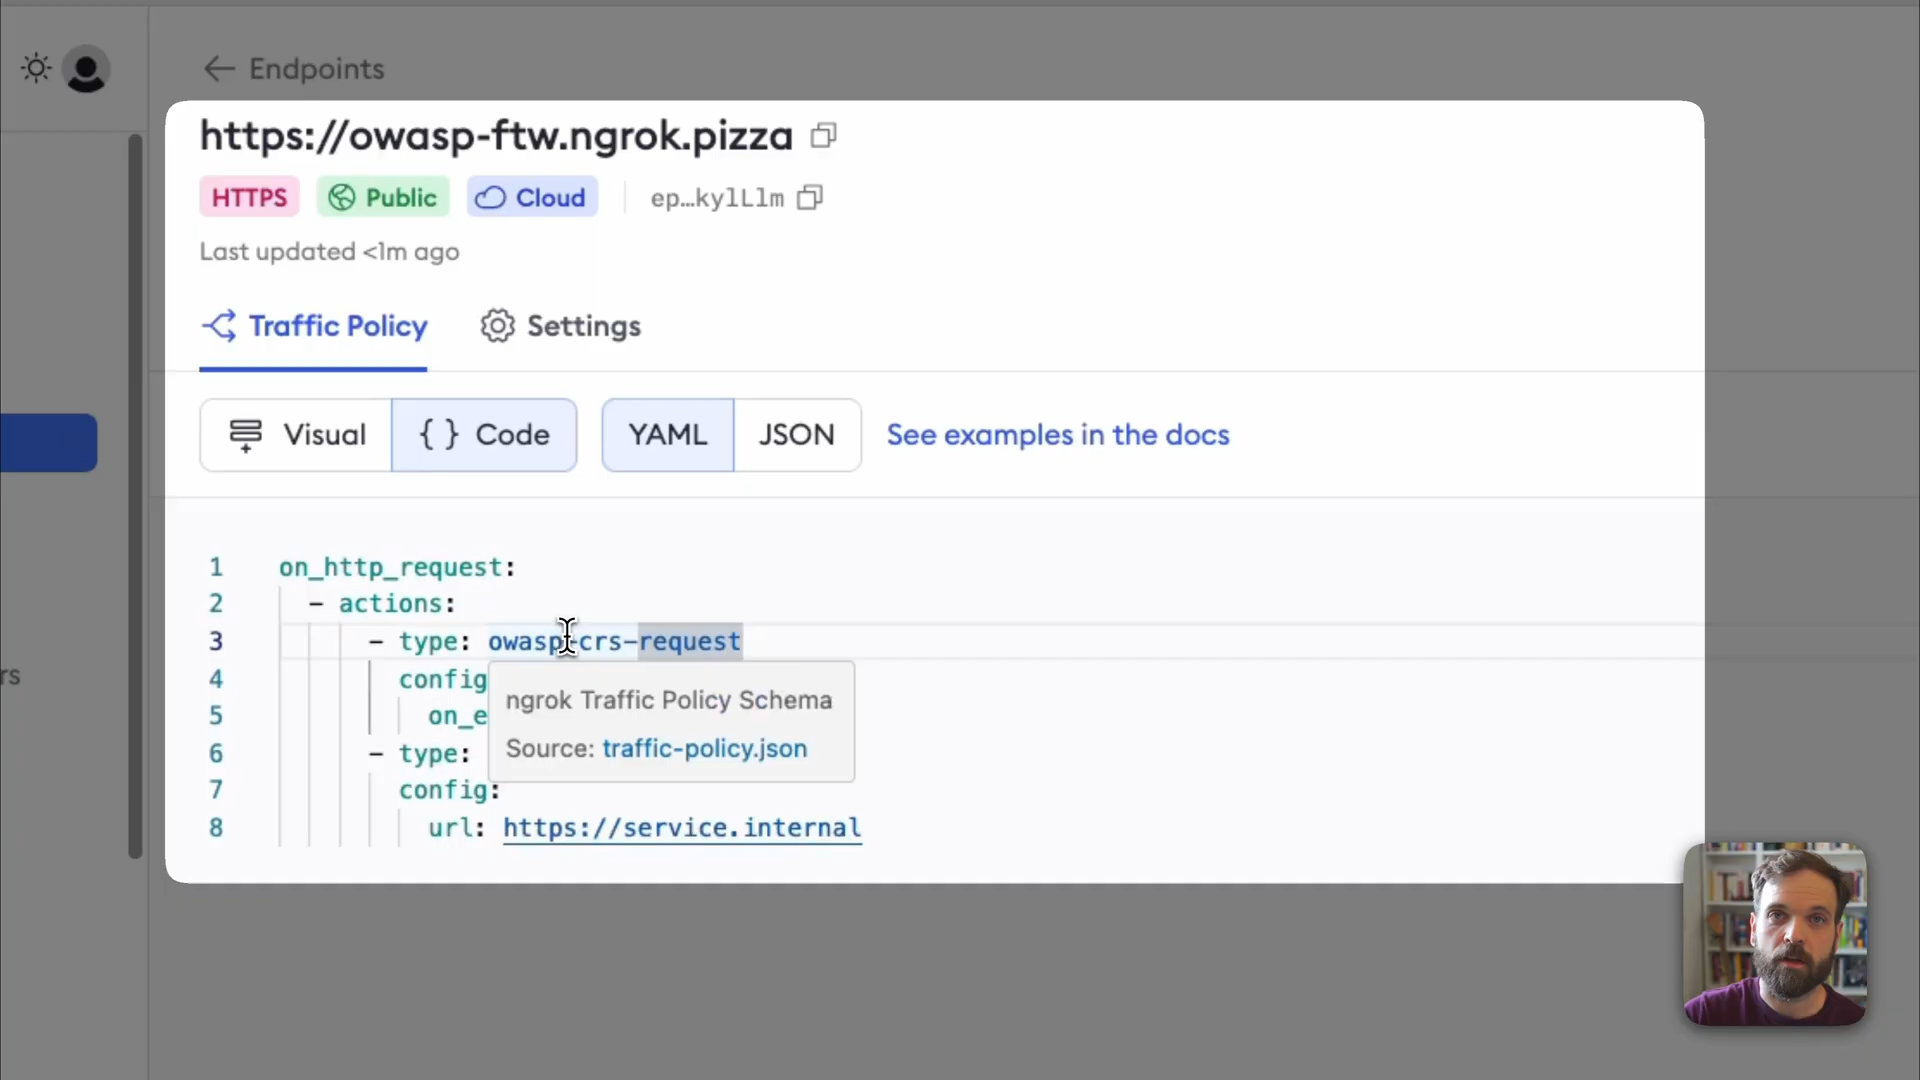 Endpoints
https://owasp-ftw.ngrok.pizza
HTTPS Public Cloud ep…kylLlm
Last updated <1m ago
Traffic Policy Settings
Visual { } Code YAML JSON See examples in the docs
1 on_http_request:
2 - actions:
3 - type: owasp-crs-request
4 config
5 on_e
6 - type:
7 config:
8 url: https://service.internal
ngrok Traffic Policy Schema
Source: traffic-policy.json
rs